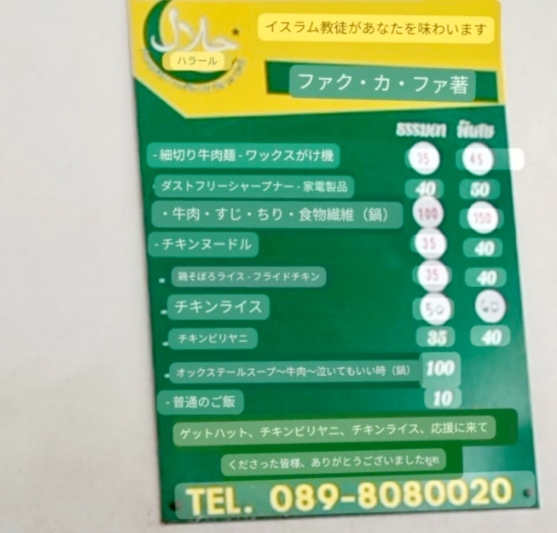 حلال
ハラール
イスラム教徒があなたを味わいます
ファク・カ・ファ著
ธรรมดา พิเศษ
- 細切り牛肉麺 - ワックスがけ機 35 45
ダストフリーシャープナー - 家電製品 40 50
・牛肉・すじ・ちり・食物繊維（鍋） 100 150
- チキンヌードル 35 40
鶏そぼろライス - フライドチキン 35 40
チキンライス 50 60
チキンビリヤニ 35 40
オックステールスープ〜牛肉〜泣いてもいい時（鍋） 100
- 普通のご飯 10
ゲットハット、チキンビリヤニ、チキンライス、応援に来て
くださった皆様、ありがとうございました
TEL. 089-8080020